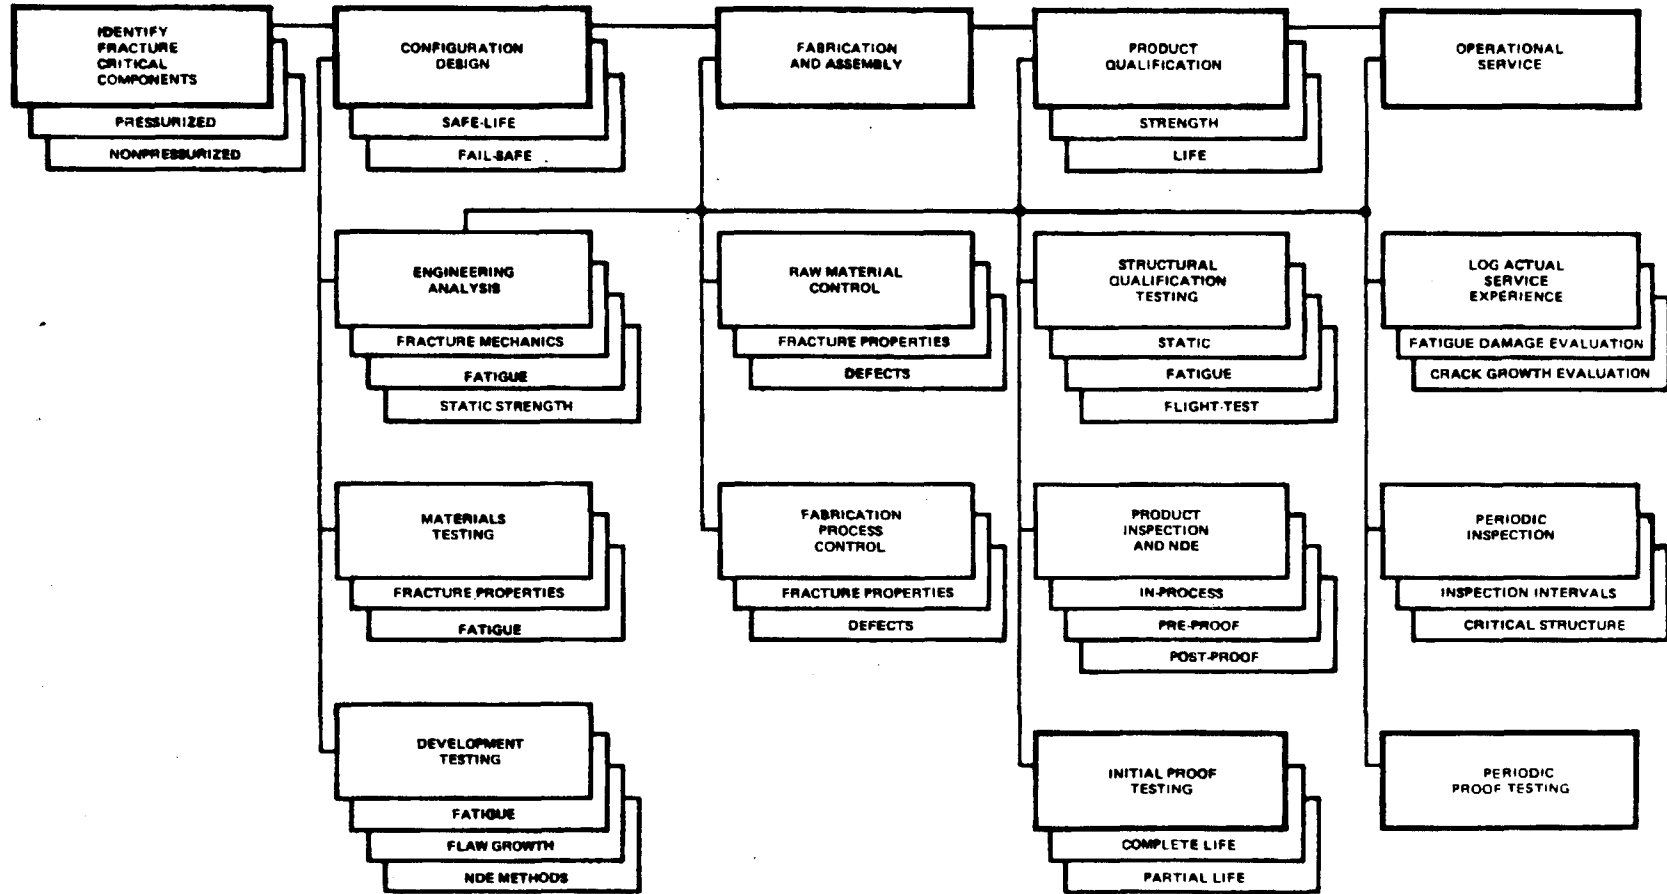 IDENTIFY
FRACTURE
CRITICAL
COMPONENTS
PRESSURIZED
NONPRESSURIZED
CONFIGURATION
DESIGN
SAFE-LIFE
FAIL-SAFE
FABRICATION
AND ASSEMBLY
PRODUCT
QUALIFICATION
STRENGTH
LIFE
OPERATIONAL
SERVICE
ENGINEERING
ANALYSIS
FRACTURE MECHANICS
FATIGUE
STATIC STRENGTH
RAW MATERIAL
CONTROL
FRACTURE PROPERTIES
DEFECTS
STRUCTURAL
QUALIFICATION
TESTING
STATIC
FATIGUE
FLIGHT-TEST
LOG ACTUAL
SERVICE
EXPERIENCE
FATIGUE DAMAGE EVALUATION
CRACK GROWTH EVALUATION
MATERIALS
TESTING
FRACTURE PROPERTIES
FATIGUE
FABRICATION
PROCESS
CONTROL
FRACTURE PROPERTIES
DEFECTS
PRODUCT
INSPECTION
AND NDE
IN-PROCESS
PRE-PROOF
POST-PROOF
PERIODIC
INSPECTION
INSPECTION INTERVALS
CRITICAL STRUCTURE
DEVELOPMENT
TESTING
FATIGUE
FLAW GROWTH
NDE METHODS
INITIAL PROOF
TESTING
COMPLETE LIFE
PARTIAL LIFE
PERIODIC
PROOF TESTING